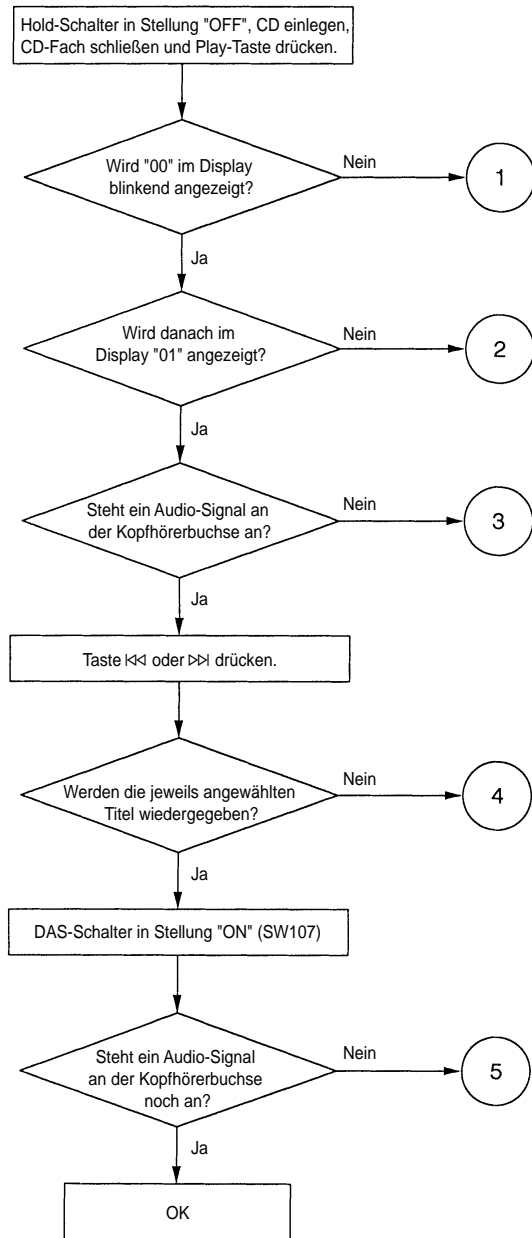 Hold-Schalter in Stellung "OFF", CD einlegen,
CD-Fach schließen und Play-Taste drücken.
Wird "00" im Display
blinkend angezeigt?
Nein
1
Ja
Wird danach im
Display "01" angezeigt?
Nein
2
Ja
Steht ein Audio-Signal an
der Kopfhörerbuchse an?
Nein
3
Ja
Taste |◁◁ oder ▷▷| drücken.
Werden die jeweils angewählten
Titel wiedergegeben?
Nein
4
Ja
DAS-Schalter in Stellung "ON" (SW107)
Steht ein Audio-Signal
an der Kopfhörerbuchse
noch an?
Nein
5
Ja
OK